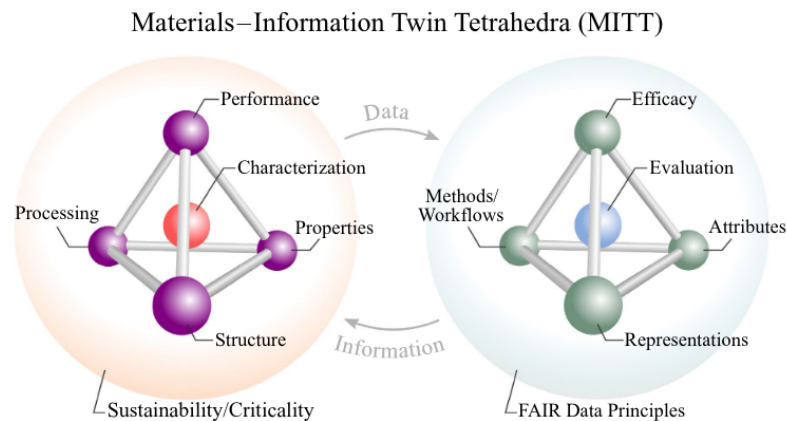 Materials–Information Twin Tetrahedra (MITT)
Performance
Characterization
Processing
Properties
Structure
Sustainability/Criticality
Data
Information
Efficacy
Evaluation
Methods/
Workflows
Attributes
Representations
FAIR Data Principles